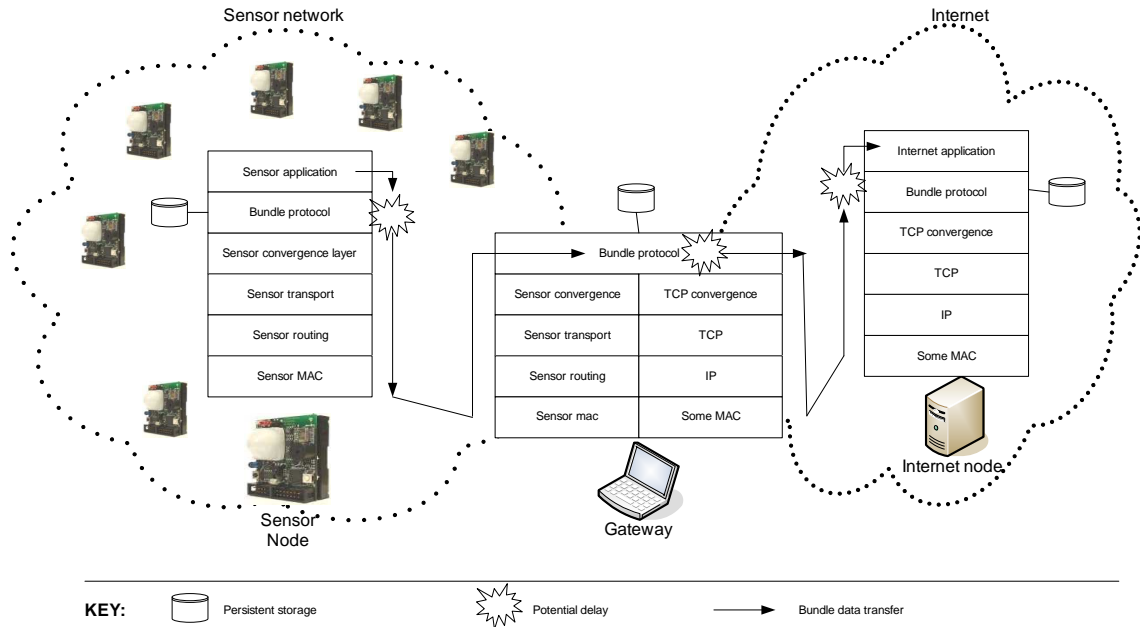 Sensor network
Internet
Sensor application
Bundle protocol
Sensor convergence layer
Sensor transport
Sensor routing
Sensor MAC
Sensor
Node
Bundle protocol
Sensor convergence
TCP convergence
Sensor transport
TCP
Sensor routing
IP
Sensor mac
Some MAC
Gateway
Internet application
Bundle protocol
TCP convergence
TCP
IP
Some MAC
Internet node
KEY:
Persistent storage
Potential delay
Bundle data transfer